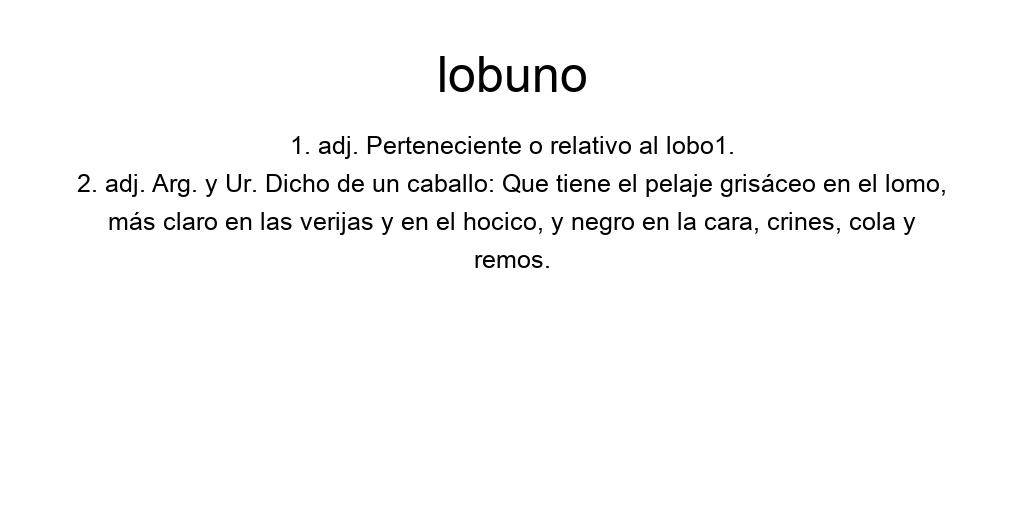 lobuno
1. adj. Perteneciente o relativo al lobo1.
2. adj. Arg. y Ur. Dicho de un caballo: Que tiene el pelaje grisáceo en el lomo,
más claro en las verijas y en el hocico, y negro en la cara, crines, cola y
remos.